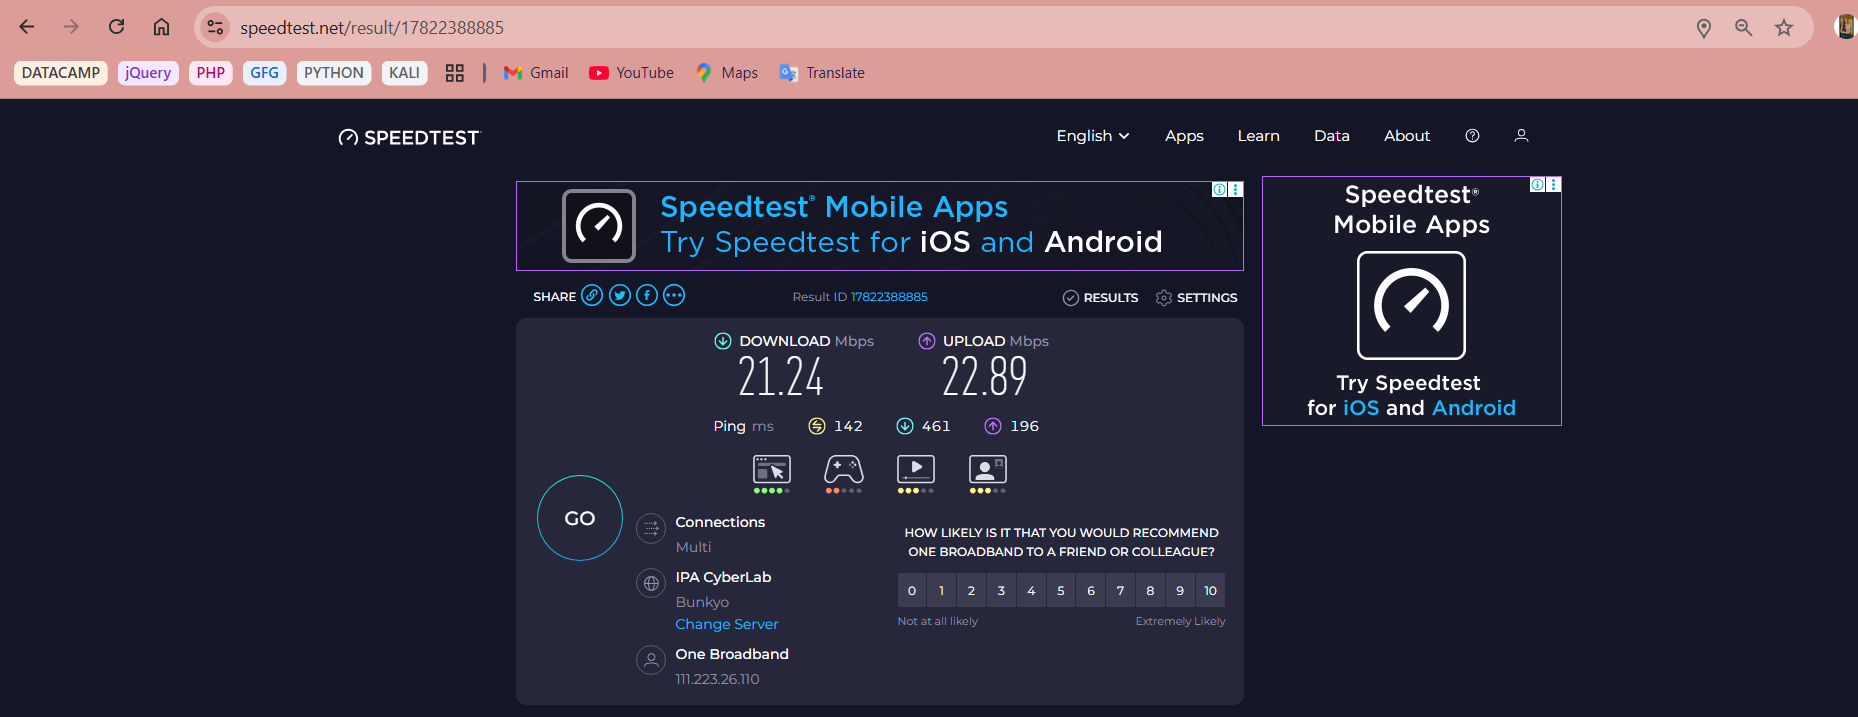 speedtest.net/result/17822388885
DATACAMP jQuery PHP GFG PYTHON KALI Gmail YouTube Maps Translate
SPEEDTEST English Apps Learn Data About
Speedtest® Mobile Apps
Try Speedtest for iOS and Android
Speedtest®
Mobile Apps
Try Speedtest
for iOS and Android
SHARE Result ID 17822388885 RESULTS SETTINGS
DOWNLOAD Mbps UPLOAD Mbps
21.24 22.89
Ping ms 142 461 196
GO
Connections
Multi
IPA CyberLab
Bunkyo
Change Server
One Broadband
111.223.26.110
HOW LIKELY IS IT THAT YOU WOULD RECOMMEND
ONE BROADBAND TO A FRIEND OR COLLEAGUE?
0 1 2 3 4 5 6 7 8 9 10
Not at all likely Extremely Likely